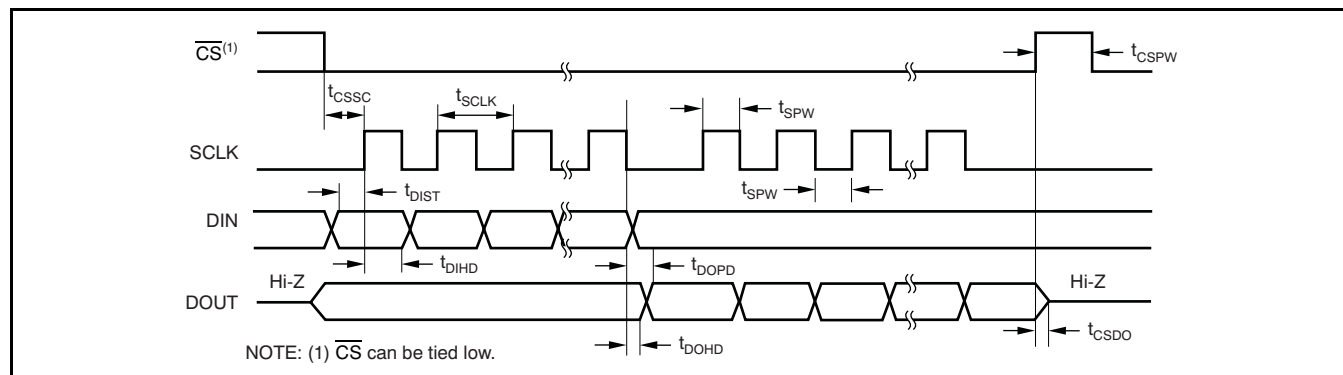 CS(1)
tCSPW
tCSSC
tSCLK
tSPW
SCLK
tDIST
tSPW
DIN
tDIHD
tDOPD
Hi-Z
Hi-Z
DOUT
tCSDO
tDOHD
NOTE: (1) CS can be tied low.